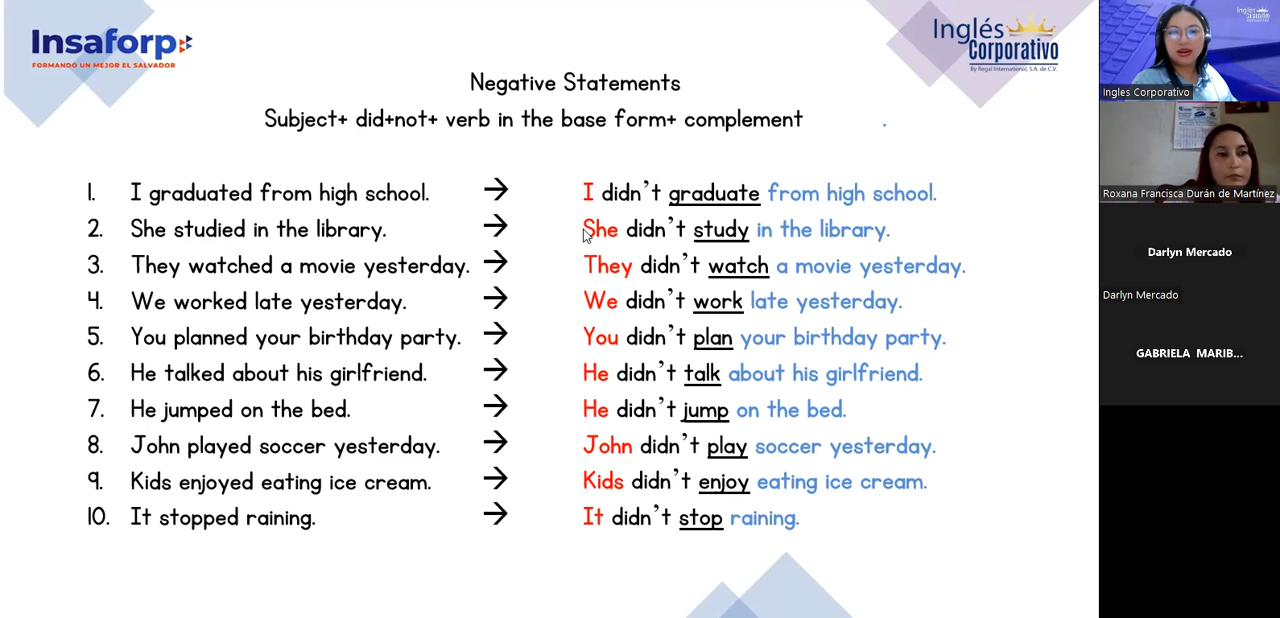 Insaforp
FORMANDO UN MEJOR EL SALVADOR
Inglés
Corporativo
By Regal International, S.A. de C.V.
Negative Statements
Subject+ did+not+ verb in the base form+ complement .
1. I graduated from high school. → I didn't graduate from high school.
2. She studied in the library. → She didn't study in the library.
3. They watched a movie yesterday. → They didn't watch a movie yesterday.
4. We worked late yesterday. → We didn't work late yesterday.
5. You planned your birthday party. → You didn't plan your birthday party.
6. He talked about his girlfriend. → He didn't talk about his girlfriend.
7. He jumped on the bed. → He didn't jump on the bed.
8. John played soccer yesterday. → John didn't play soccer yesterday.
9. Kids enjoyed eating ice cream. → Kids didn't enjoy eating ice cream.
10. It stopped raining. → It didn't stop raining.
Inglés
Ingles Corporativo
Roxana Francisca Durán de Martínez
Darlyn Mercado
Darlyn Mercado
GABRIELA MARIB...